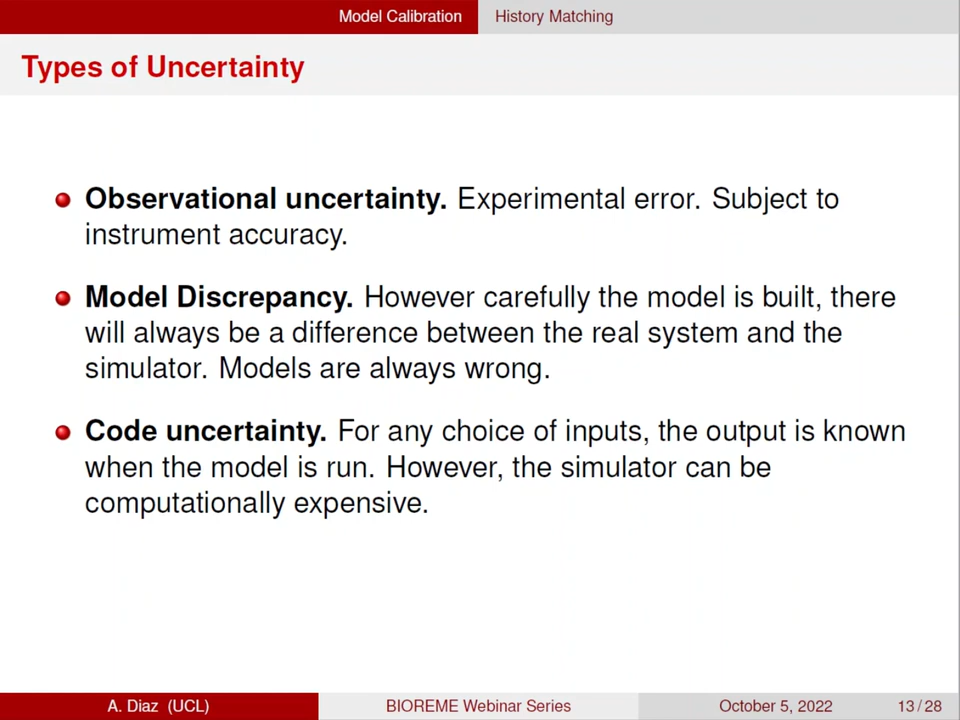 Model Calibration History Matching
Types of Uncertainty
Observational uncertainty. Experimental error. Subject to
instrument accuracy.
Model Discrepancy. However carefully the model is built, there
will always be a difference between the real system and the
simulator. Models are always wrong.
Code uncertainty. For any choice of inputs, the output is known
when the model is run. However, the simulator can be
computationally expensive.
A. Diaz (UCL) BIOREME Webinar Series October 5, 2022 13 / 28